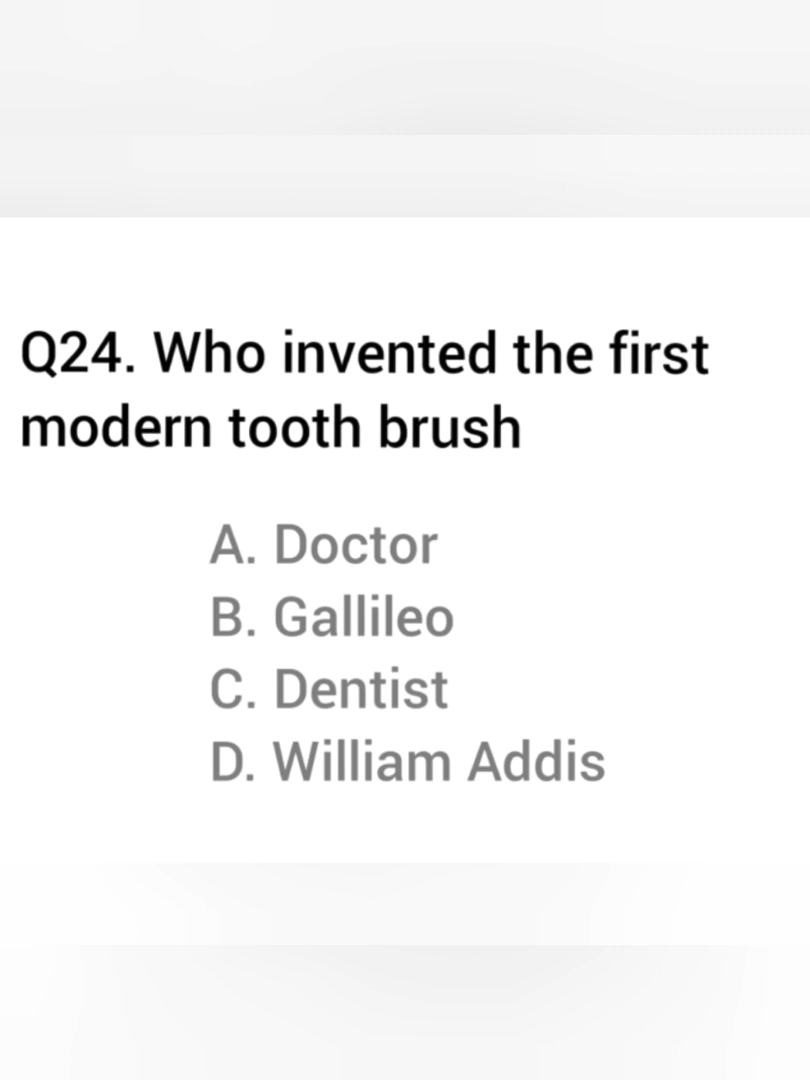 Q24. Who invented the first
modern tooth brush
A. Doctor
B. Gallileo
C. Dentist
D. William Addis